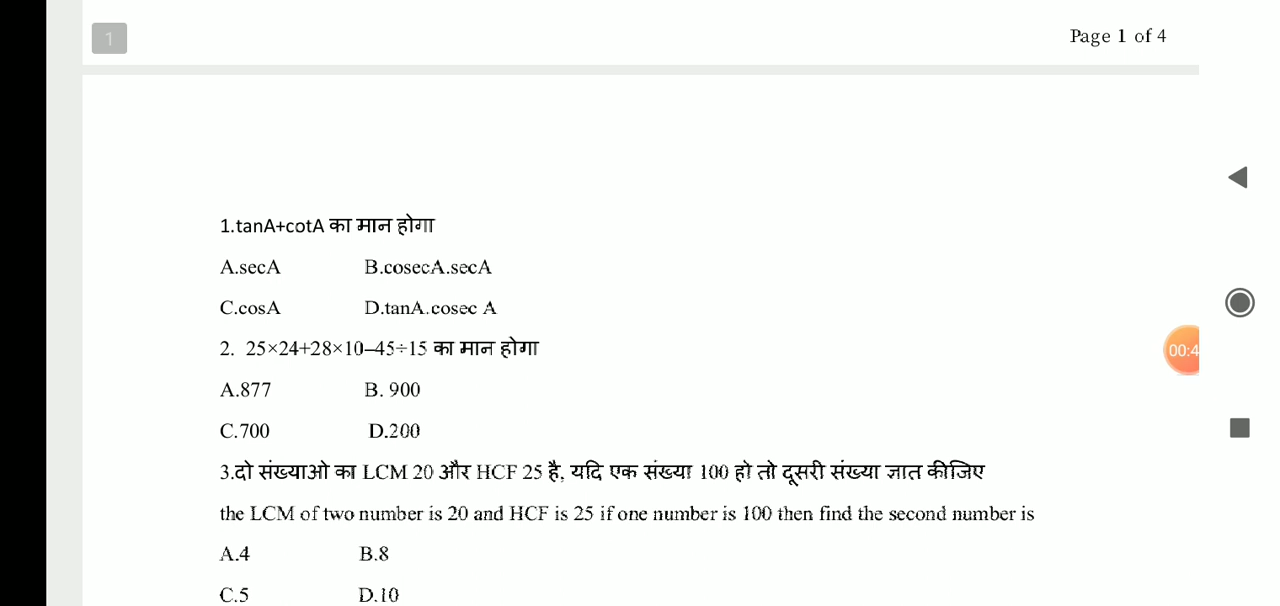 1
Page 1 of 4
1.tanA+cotA का मान होगा
A.secA B.cosecA.secA
C.cosA D.tanA.cosec A
2. 25×24+28×10–45÷15 का मान होगा
A.877 B. 900
C.700 D.200
3.दो संख्याओ का LCM 20 और HCF 25 है, यदि एक संख्या 100 हो तो दूसरी संख्या ज्ञात कीजिए
the LCM of two number is 20 and HCF is 25 if one number is 100 then find the second number is
A.4 B.8
C.5 D.10
00:4